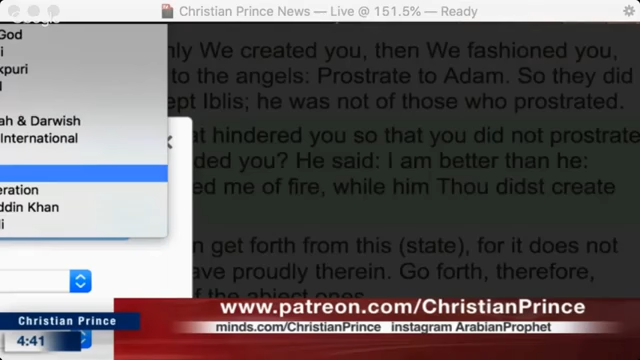 Christian Prince News — Live @ 151.5% — Ready
God
i
kpuri
ah & Darwish
International
eration
ddin Khan
li
nly We created you, then We fashioned you,
to the angels: Prostrate to Adam. So they did
ept Iblis; he was not of those who prostrated.
at hindered you so that you did not prostrate
ded you? He said: I am better than he:
ed me of fire, while him Thou didst create
n get forth from this (state), for it does not
ave proudly therein. Go forth, therefore,
of the abject ones.
www.patreon.com/ChristianPrince
minds.com/ChristianPrince instagram ArabianProphet
Christian Prince
4:41